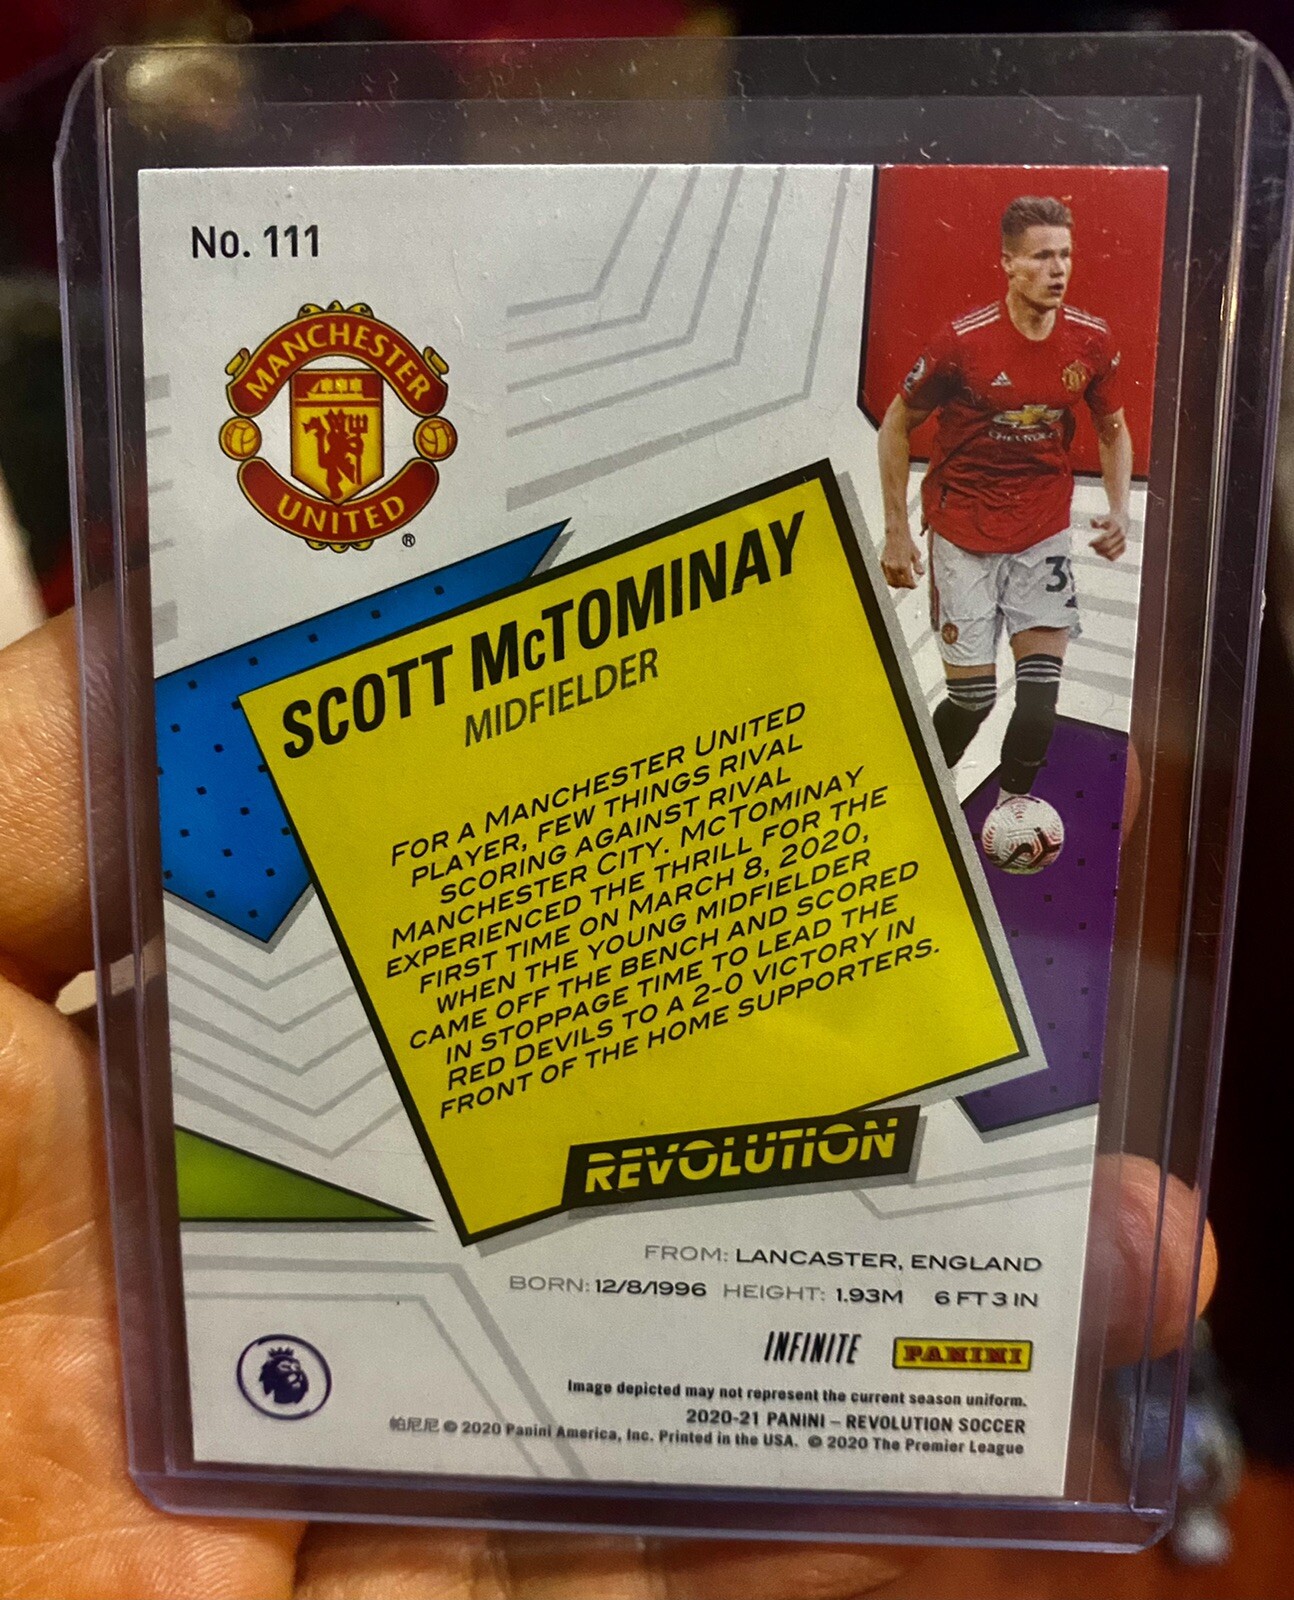 No. 111
MANCHESTER
UNITED
®
CHEVROLET
SCOTT McTOMINAY
MIDFIELDER
FOR A MANCHESTER UNITED
PLAYER, FEW THINGS RIVAL
SCORING AGAINST RIVAL
MANCHESTER CITY. MCTOMINAY
EXPERIENCED THE THRILL FOR THE
FIRST TIME ON MARCH 8, 2020,
WHEN THE YOUNG MIDFIELDER
CAME OFF THE BENCH AND SCORED
IN STOPPAGE TIME TO LEAD THE
RED DEVILS TO A 2-0 VICTORY IN
FRONT OF THE HOME SUPPORTERS.
REVOLUTION
FROM: LANCASTER, ENGLAND
BORN: 12/8/1996 HEIGHT: 1.93M 6 FT 3 IN
INFINITE PANINI
Image depicted may not represent the current season uniform.
2020-21 PANINI – REVOLUTION SOCCER
帕尼尼 © 2020 Panini America, Inc. Printed in the USA. © 2020 The Premier League